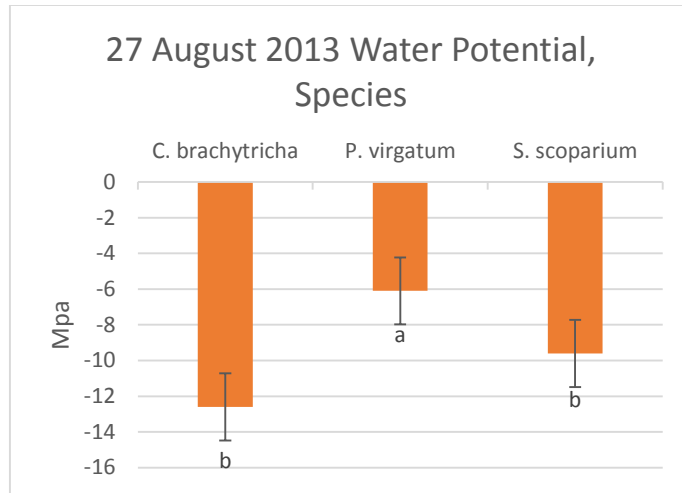 27 August 2013 Water Potential,
Species
C. brachytricha P. virgatum S. scoparium
0
-2
-4
-6
-8
-10
-12
-14
-16
Mpa
a
b
b